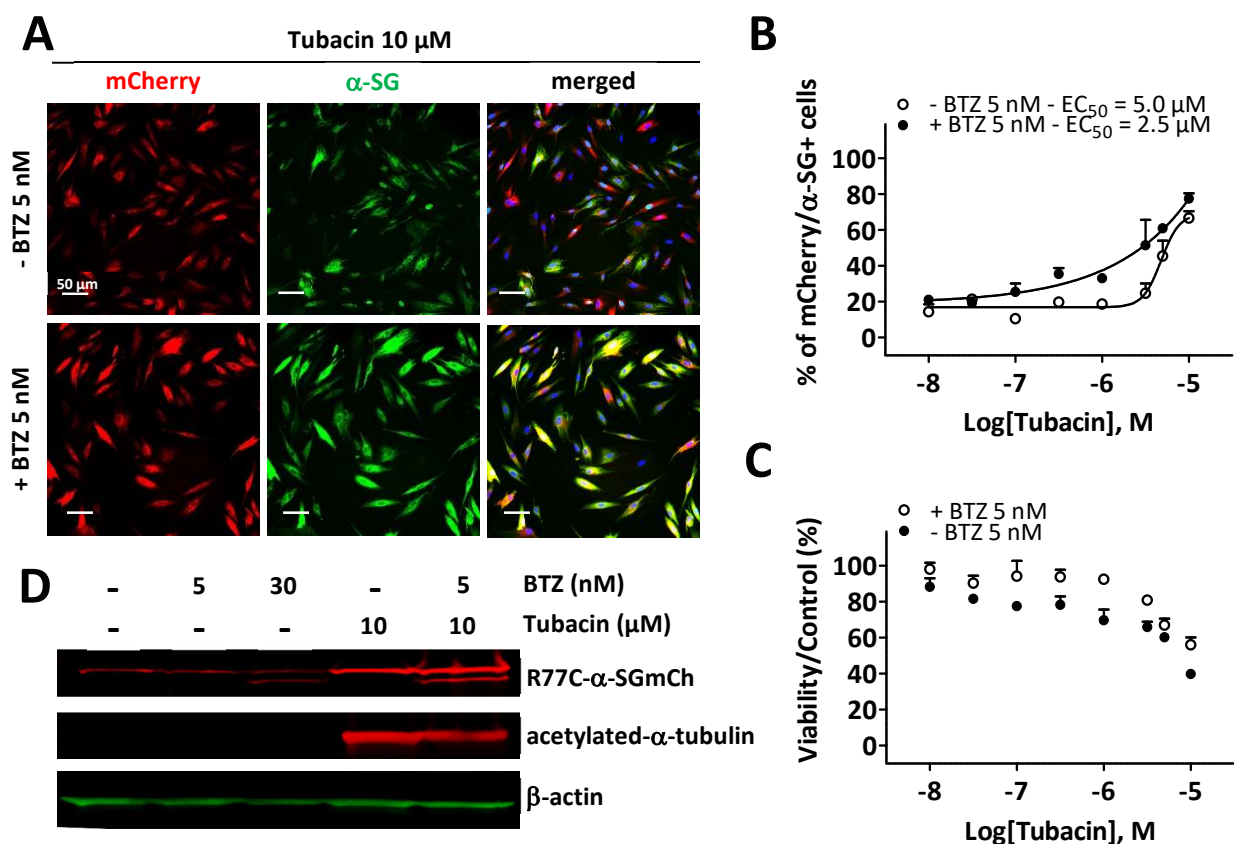 A
Tubacin 10 µM
mCherry
α-SG
merged
- BTZ 5 nM
50 µm
+ BTZ 5 nM
B
- BTZ 5 nM - EC50 = 5.0 µM
+ BTZ 5 nM - EC50 = 2.5 µM
% of mCherry/α-SG+ cells
100
80
60
40
20
0
-8 -7 -6 -5
Log[Tubacin], M
C
+ BTZ 5 nM
- BTZ 5 nM
Viability/Control (%)
100
80
60
40
20
0
-8 -7 -6 -5
Log[Tubacin], M
D
- 5 30 - 5 BTZ (nM)
- - - 10 10 Tubacin (µM)
R77C-α-SGmCh
acetylated-α-tubulin
β-actin